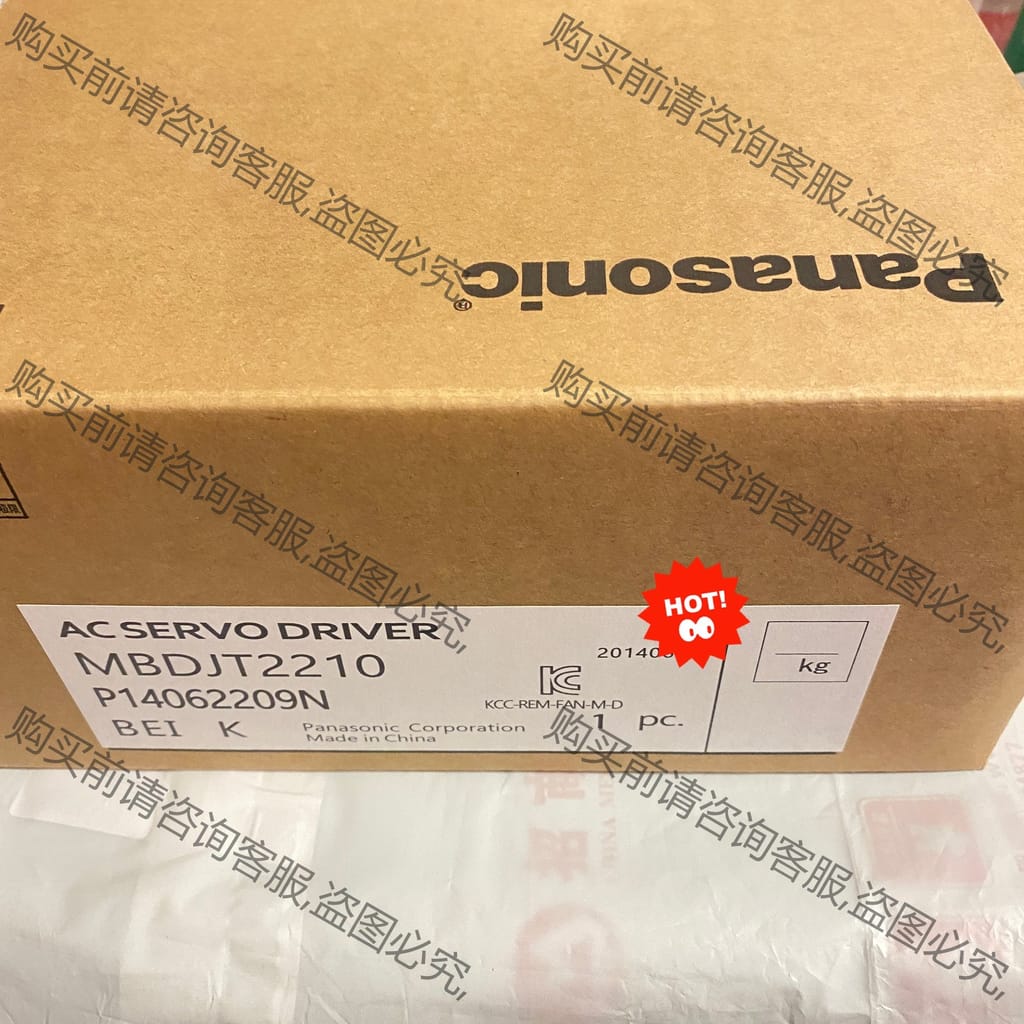 购买前请咨询客服,盗图必究,
购买前请咨询客服,盗图必究,
Panasonic®
购买前请咨询客服,盗图必究,
购买前请咨询客服,盗图必究,
HOT!
AC SERVO DRIVER
MBDJT2210
201406
kg
P14062209N
KCC-REM-FAN-M-D
BEI K
Panasonic Corporation
Made in China
1 pc.
购买前请咨询客服,盗图必究,
购买前请咨询客服,盗图必究,